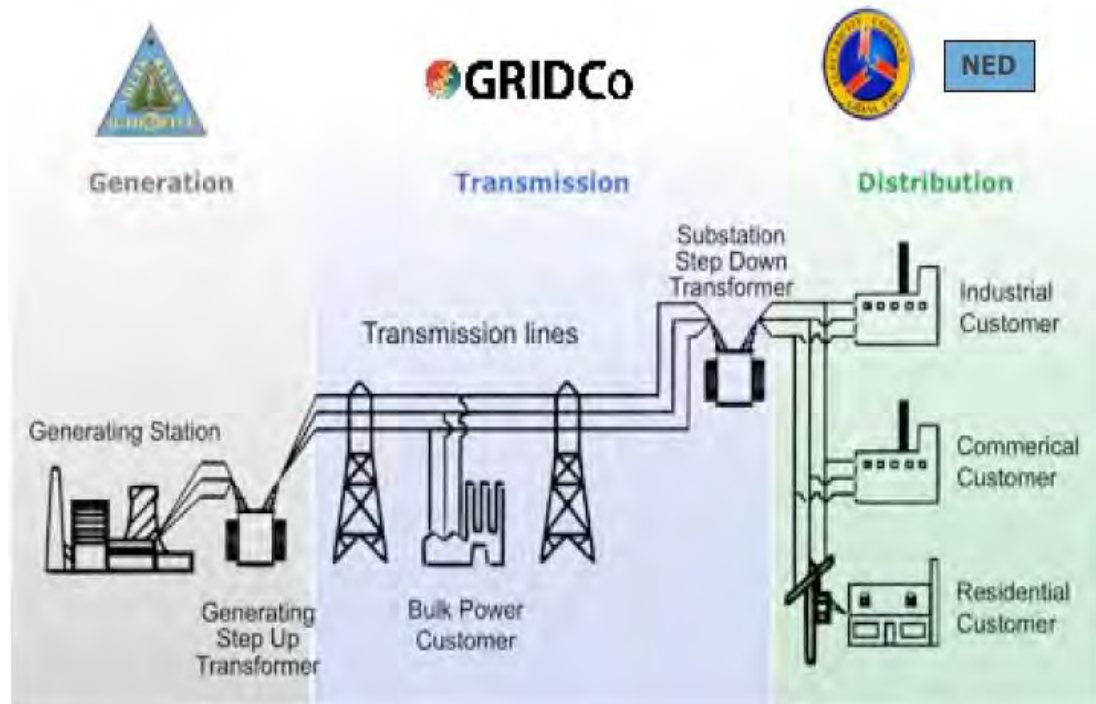 GRIDCo
NED
Generation
Transmission
Distribution
Substation
Step Down
Transformer
Industrial
Customer
Transmission lines
Generating Station
Commerical
Customer
Generating
Step Up
Transformer
Bulk Power
Customer
Residential
Customer